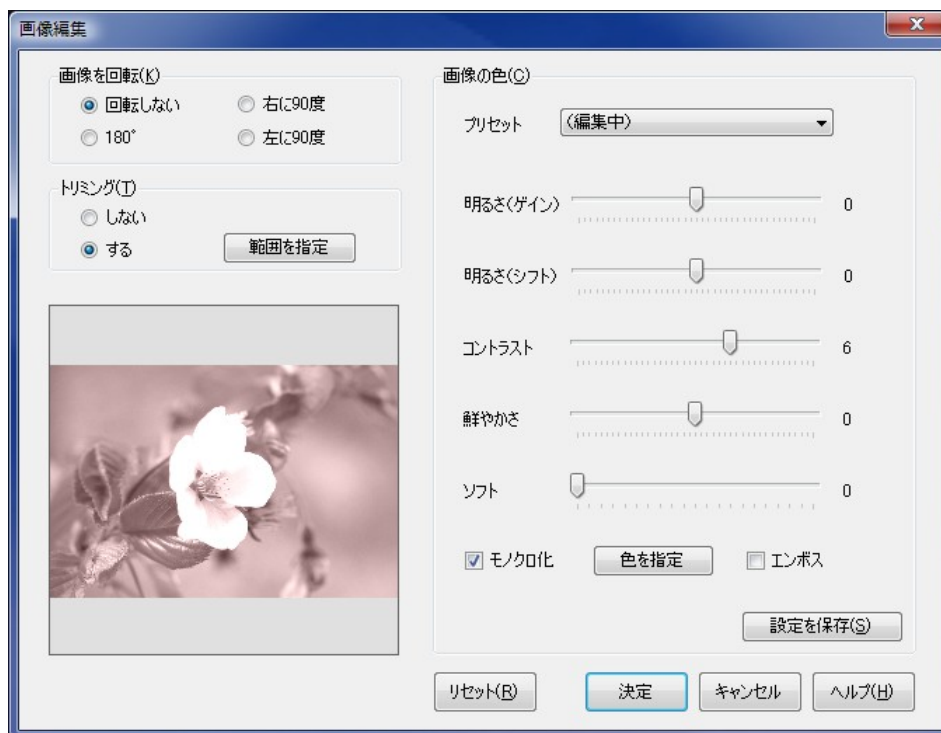 画像編集
画像を回転(K)
回転しない
右に90度
180°
左に90度
トリミング(T)
しない
する
範囲を指定
画像の色(C)
プリセット
(編集中)
明るさ(ゲイン)
0
明るさ(シフト)
0
コントラスト
6
鮮やかさ
0
ソフト
0
モノクロ化
色を指定
エンボス
設定を保存(S)
リセット(R)
決定
キャンセル
ヘルプ(H)